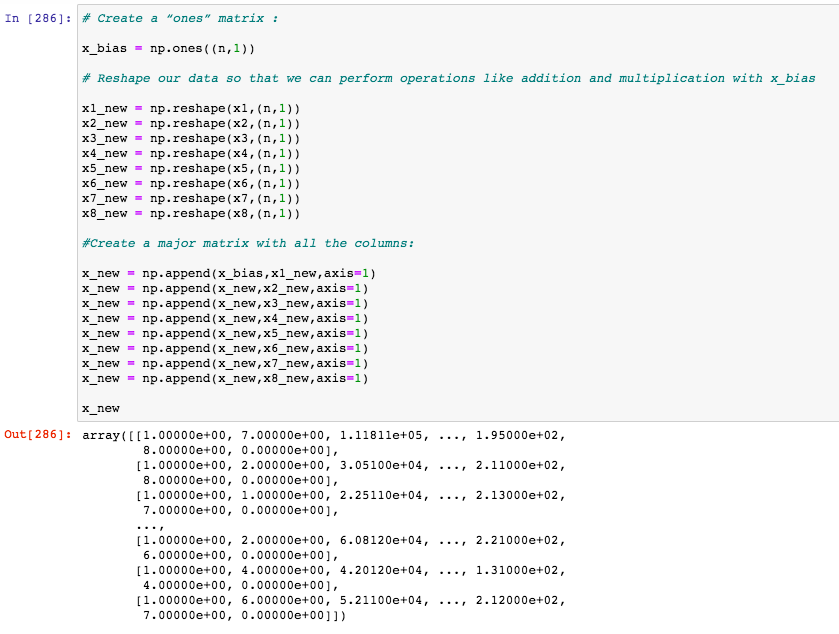 In [286]: # Create a “ones” matrix :
x_bias = np.ones((n,1))
# Reshape our data so that we can perform operations like addition and multiplication with x_bias
x1_new = np.reshape(x1,(n,1))
x2_new = np.reshape(x2,(n,1))
x3_new = np.reshape(x3,(n,1))
x4_new = np.reshape(x4,(n,1))
x5_new = np.reshape(x5,(n,1))
x6_new = np.reshape(x6,(n,1))
x7_new = np.reshape(x7,(n,1))
x8_new = np.reshape(x8,(n,1))
#Create a major matrix with all the columns:
x_new = np.append(x_bias,x1_new,axis=1)
x_new = np.append(x_new,x2_new,axis=1)
x_new = np.append(x_new,x3_new,axis=1)
x_new = np.append(x_new,x4_new,axis=1)
x_new = np.append(x_new,x5_new,axis=1)
x_new = np.append(x_new,x6_new,axis=1)
x_new = np.append(x_new,x7_new,axis=1)
x_new = np.append(x_new,x8_new,axis=1)
x_new
Out[286]: array([[1.00000e+00, 7.00000e+00, 1.11811e+05, ..., 1.95000e+02,
8.00000e+00, 0.00000e+00],
[1.00000e+00, 2.00000e+00, 3.05100e+04, ..., 2.11000e+02,
8.00000e+00, 0.00000e+00],
[1.00000e+00, 1.00000e+00, 2.25110e+04, ..., 2.13000e+02,
7.00000e+00, 0.00000e+00],
...,
[1.00000e+00, 2.00000e+00, 6.08120e+04, ..., 2.21000e+02,
6.00000e+00, 0.00000e+00],
[1.00000e+00, 4.00000e+00, 4.20120e+04, ..., 1.31000e+02,
4.00000e+00, 0.00000e+00],
[1.00000e+00, 6.00000e+00, 5.21100e+04, ..., 2.12000e+02,
7.00000e+00, 0.00000e+00]])